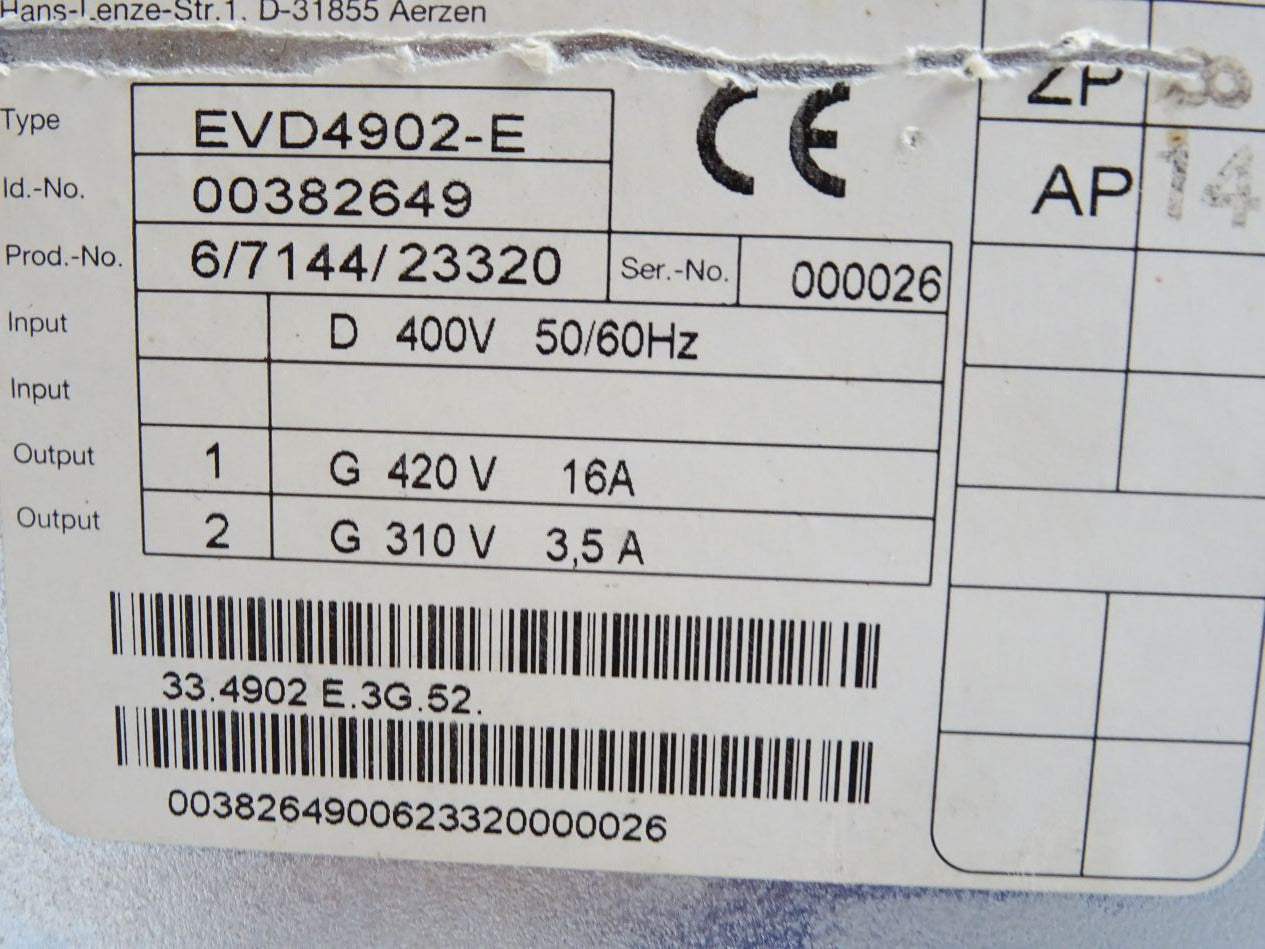 Hans-Lenze-Str.1, D-31855 Aerzen
Type EVD4902-E
CE
ZP 8
AP 14
Id.-No. 00382649
Prod.-No. 6/7144/23320 Ser.-No. 000026
Input D 400V 50/60Hz
Input
Output 1 G 420 V 16A
Output 2 G 310 V 3,5 A
33.4902 E.3G.52.
0038264900623320000026